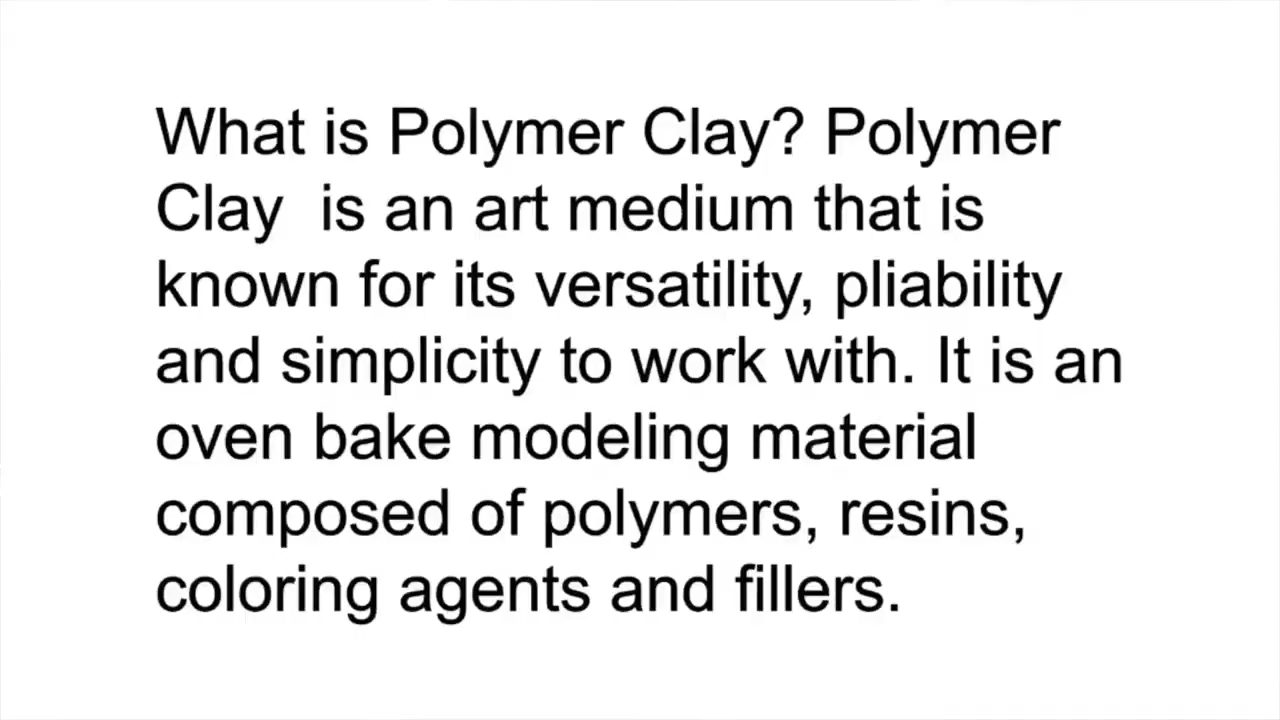 What is Polymer Clay? Polymer
Clay  is an art medium that is
known for its versatility, pliability
and simplicity to work with. It is an
oven bake modeling material
composed of polymers, resins,
coloring agents and fillers.